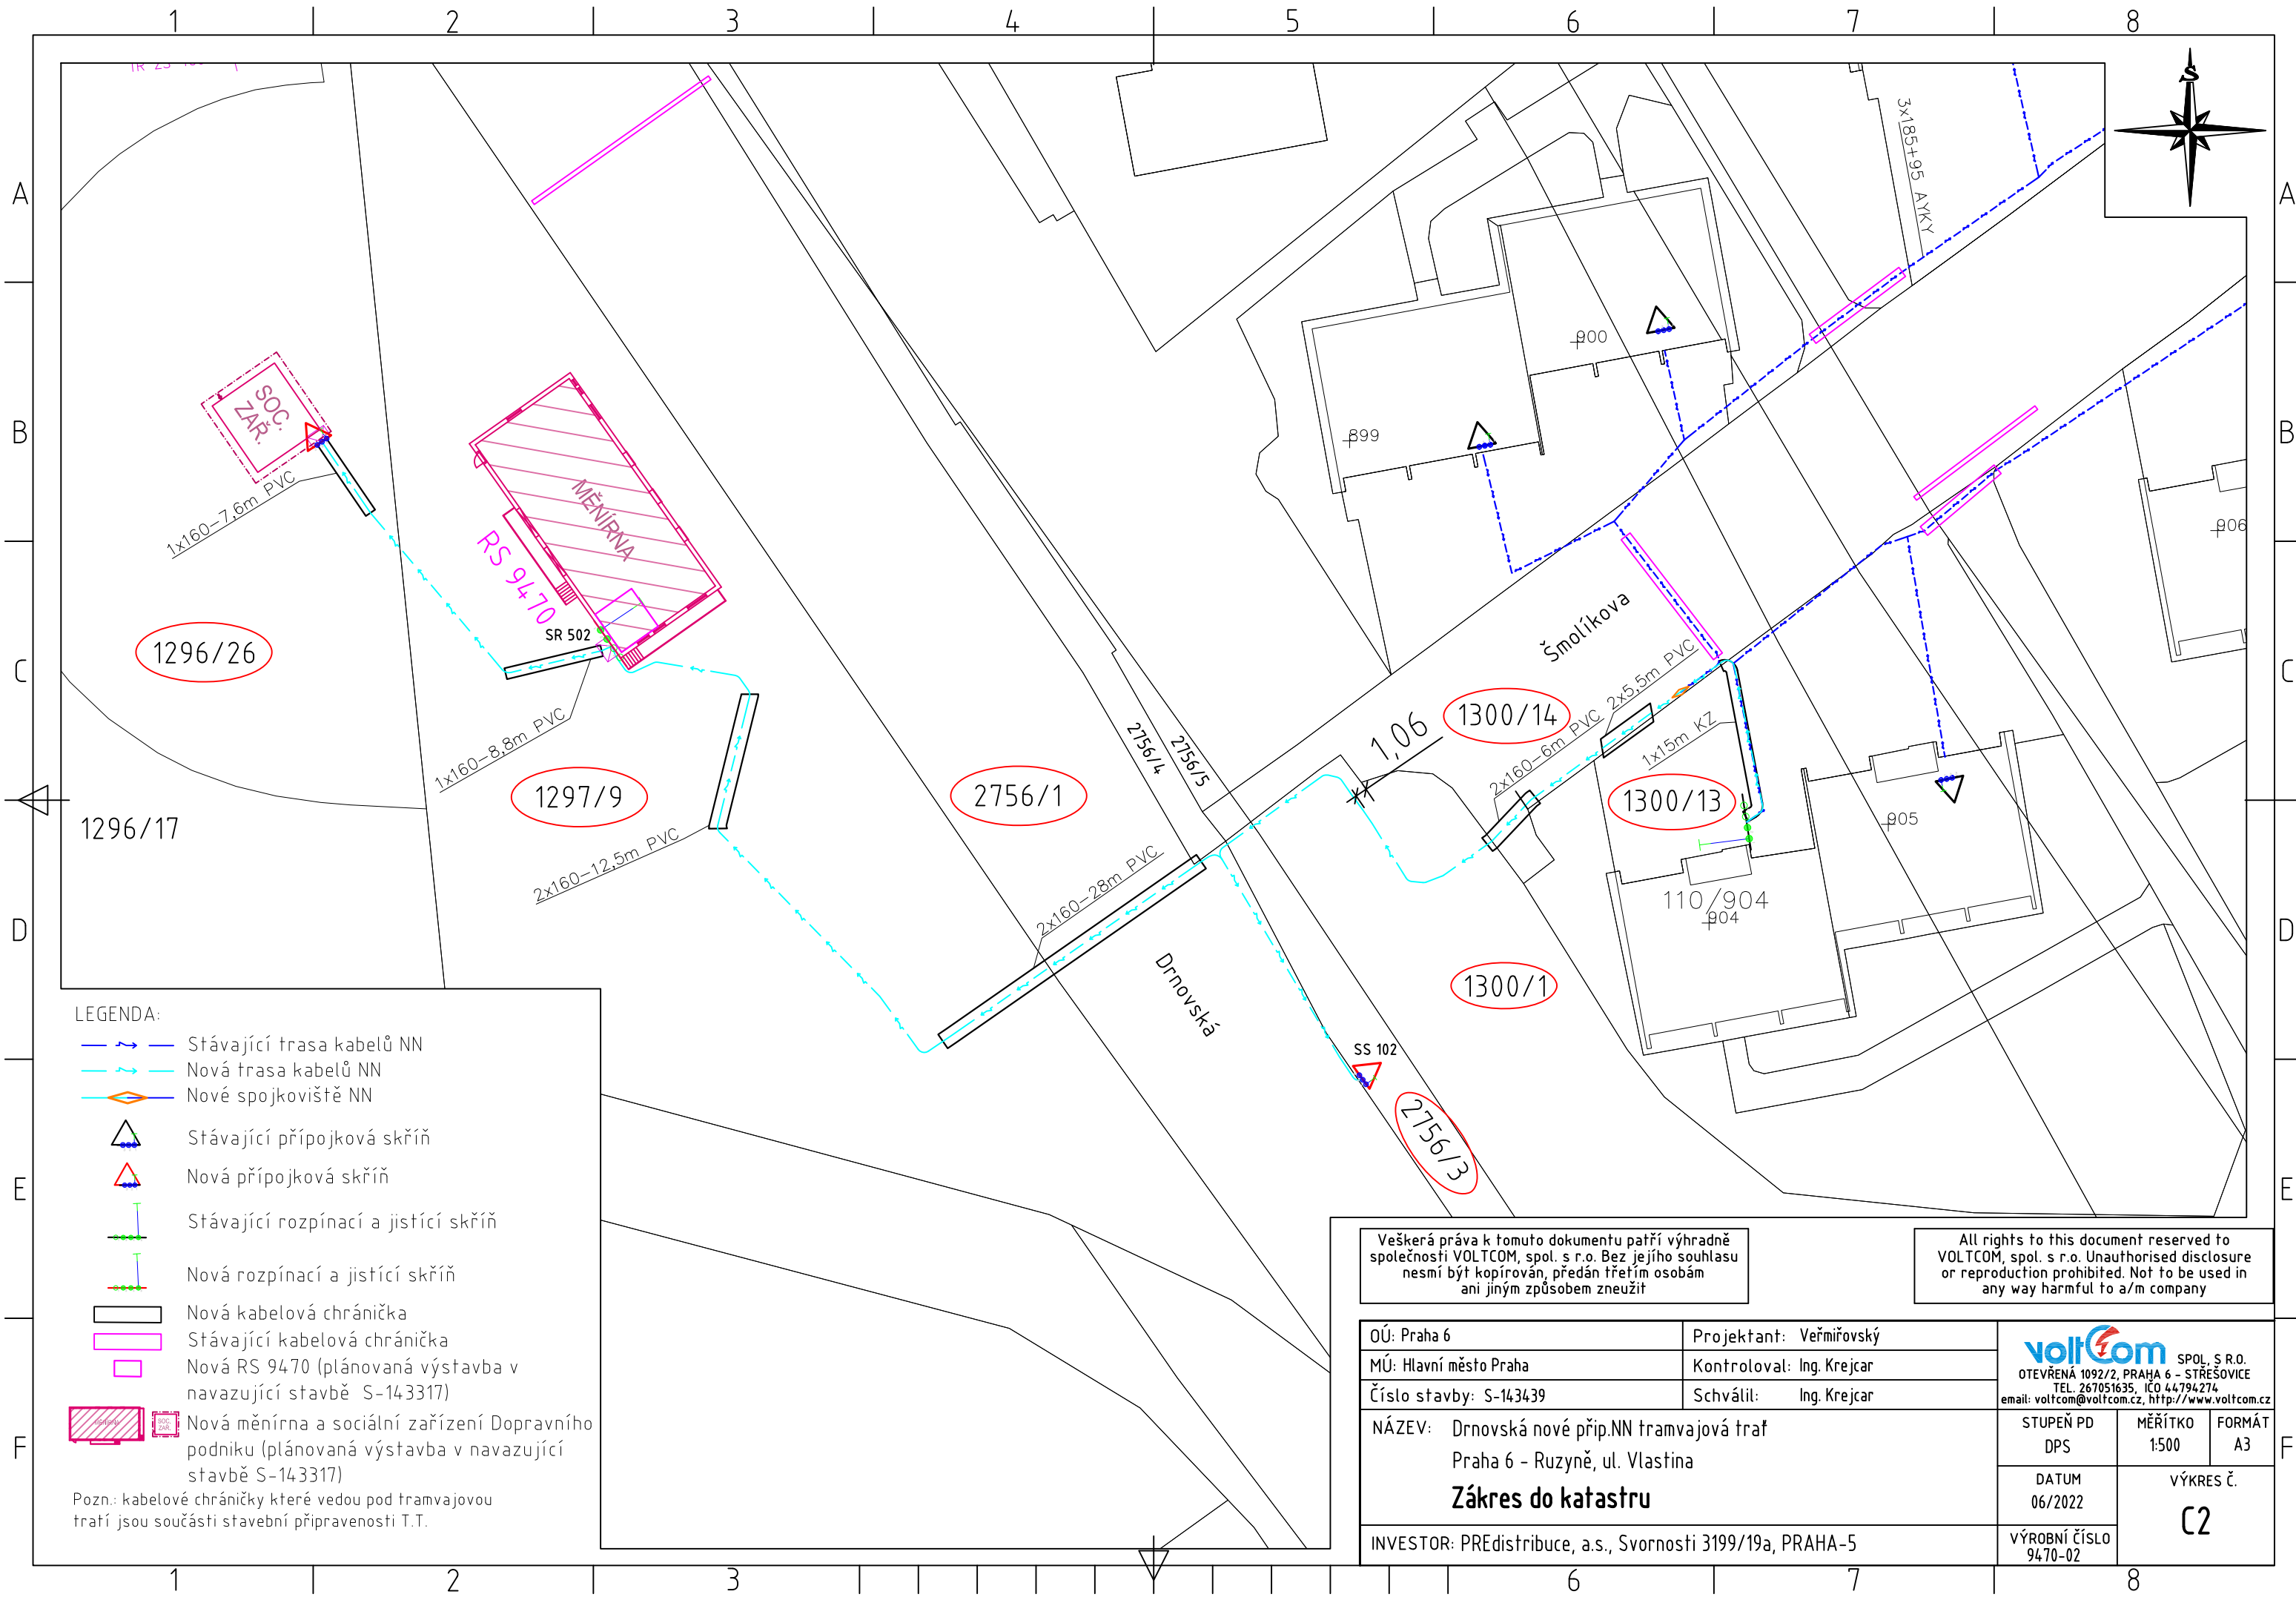 1 2 3 4 5 6 7 8
A A
B B
C C
D D
E E
F F
S
3x185+95 AYKY
900
899
906
905
904
110/904
SOC.
ZAŘ.
MĚNÍRNA
RS 9470
SR 502
1x160-7,6m PVC
1296/26
1x160-8,8m PVC
1297/9
1296/17
2x160-12,5m PVC
2756/1
2756/4
2756/5
2x160-28m PVC
Drnovská
Šmolíkova
1,06
1300/14
2x5,5m PVC
2x160-6m PVC
1x15m KZ
1300/13
1300/1
SS 102
2756/3
LEGENDA:
Stávající trasa kabelů NN
Nová trasa kabelů NN
Nové spojkoviště NN
Stávající přípojková skříň
Nová přípojková skříň
Stávající rozpínací a jistící skříň
Nová rozpínací a jistící skříň
Nová kabelová chránička
Stávající kabelová chránička
Nová RS 9470 (plánovaná výstavba v
navazující stavbě S-143317)
MĚNÍRNA
SOC.
ZAŘ.
Nová měnírna a sociální zařízení Dopravního
podniku (plánovaná výstavba v navazující
stavbě S-143317)
Pozn.: kabelové chráničky které vedou pod tramvajovou
tratí jsou součásti stavební připravenosti T.T.
Veškerá práva k tomuto dokumentu patří výhradně
společnosti VOLTCOM, spol. s r.o. Bez jejího souhlasu
nesmí být kopírován, předán třetím osobám
ani jiným způsobem zneužit
All rights to this document reserved to
VOLTCOM, spol. s r.o. Unauthorised disclosure
or reproduction prohibited. Not to be used in
any way harmful to a/m company
OÚ: Praha 6
Projektant: Veřmiřovský
MÚ: Hlavní město Praha
Kontroloval: Ing. Krejcar
Číslo stavby: S-143439
Schválil: Ing. Krejcar
voltCom SPOL. S R.O.
OTEVŘENÁ 1092/2, PRAHA 6 - STŘEŠOVICE
TEL. 267051635, IČO 44794274
email: voltcom@voltcom.cz, http://www.voltcom.cz
NÁZEV: Drnovská nové přip.NN tramvajová trať
Praha 6 - Ruzyně, ul. Vlastina
Zákres do katastru
STUPEŇ PD
DPS
MĚŘÍTKO
1:500
FORMÁT
A3
DATUM
06/2022
VÝKRES Č.
C2
INVESTOR: PREdistribuce, a.s., Svornosti 3199/19a, PRAHA-5
VÝROBNÍ ČÍSLO
9470-02
1 2 3 6 7 8